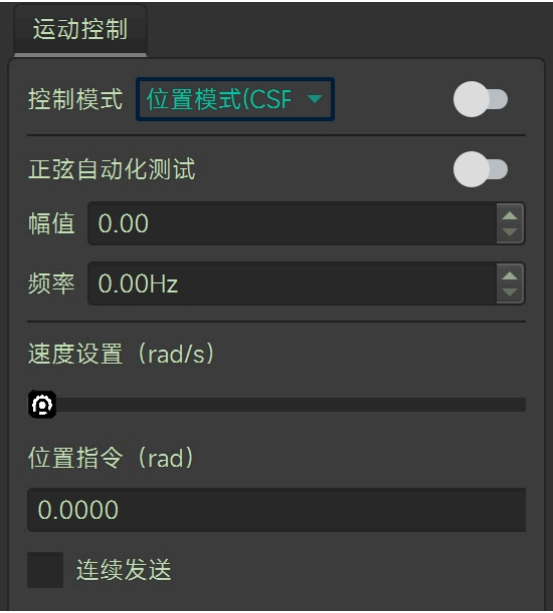 运动控制
控制模式 位置模式(CSF
正弦自动化测试
幅值 0.00
频率 0.00Hz
速度设置（rad/s）
位置指令（rad）
0.0000
连续发送